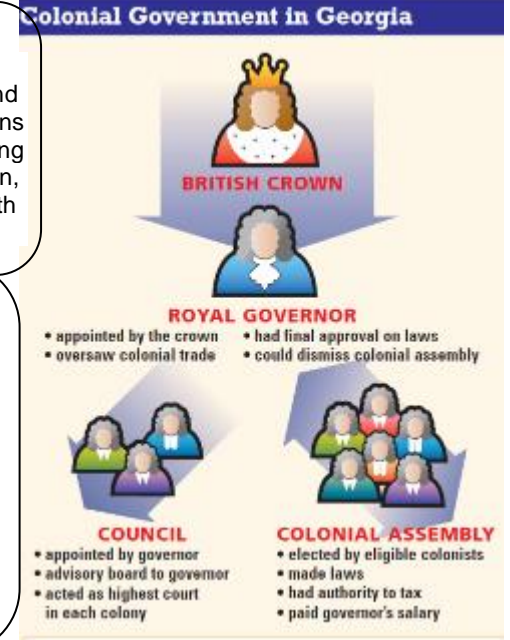 Colonial Government in Georgia
BRITISH CROWN
ROYAL GOVERNOR
• appointed by the crown
• oversaw colonial trade
• had final approval on laws
• could dismiss colonial assembly
COUNCIL
• appointed by governor
• advisory board to governor
• acted as highest court
in each colony
COLONIAL ASSEMBLY
• elected by eligible colonists
• made laws
• had authority to tax
• paid governor's salary